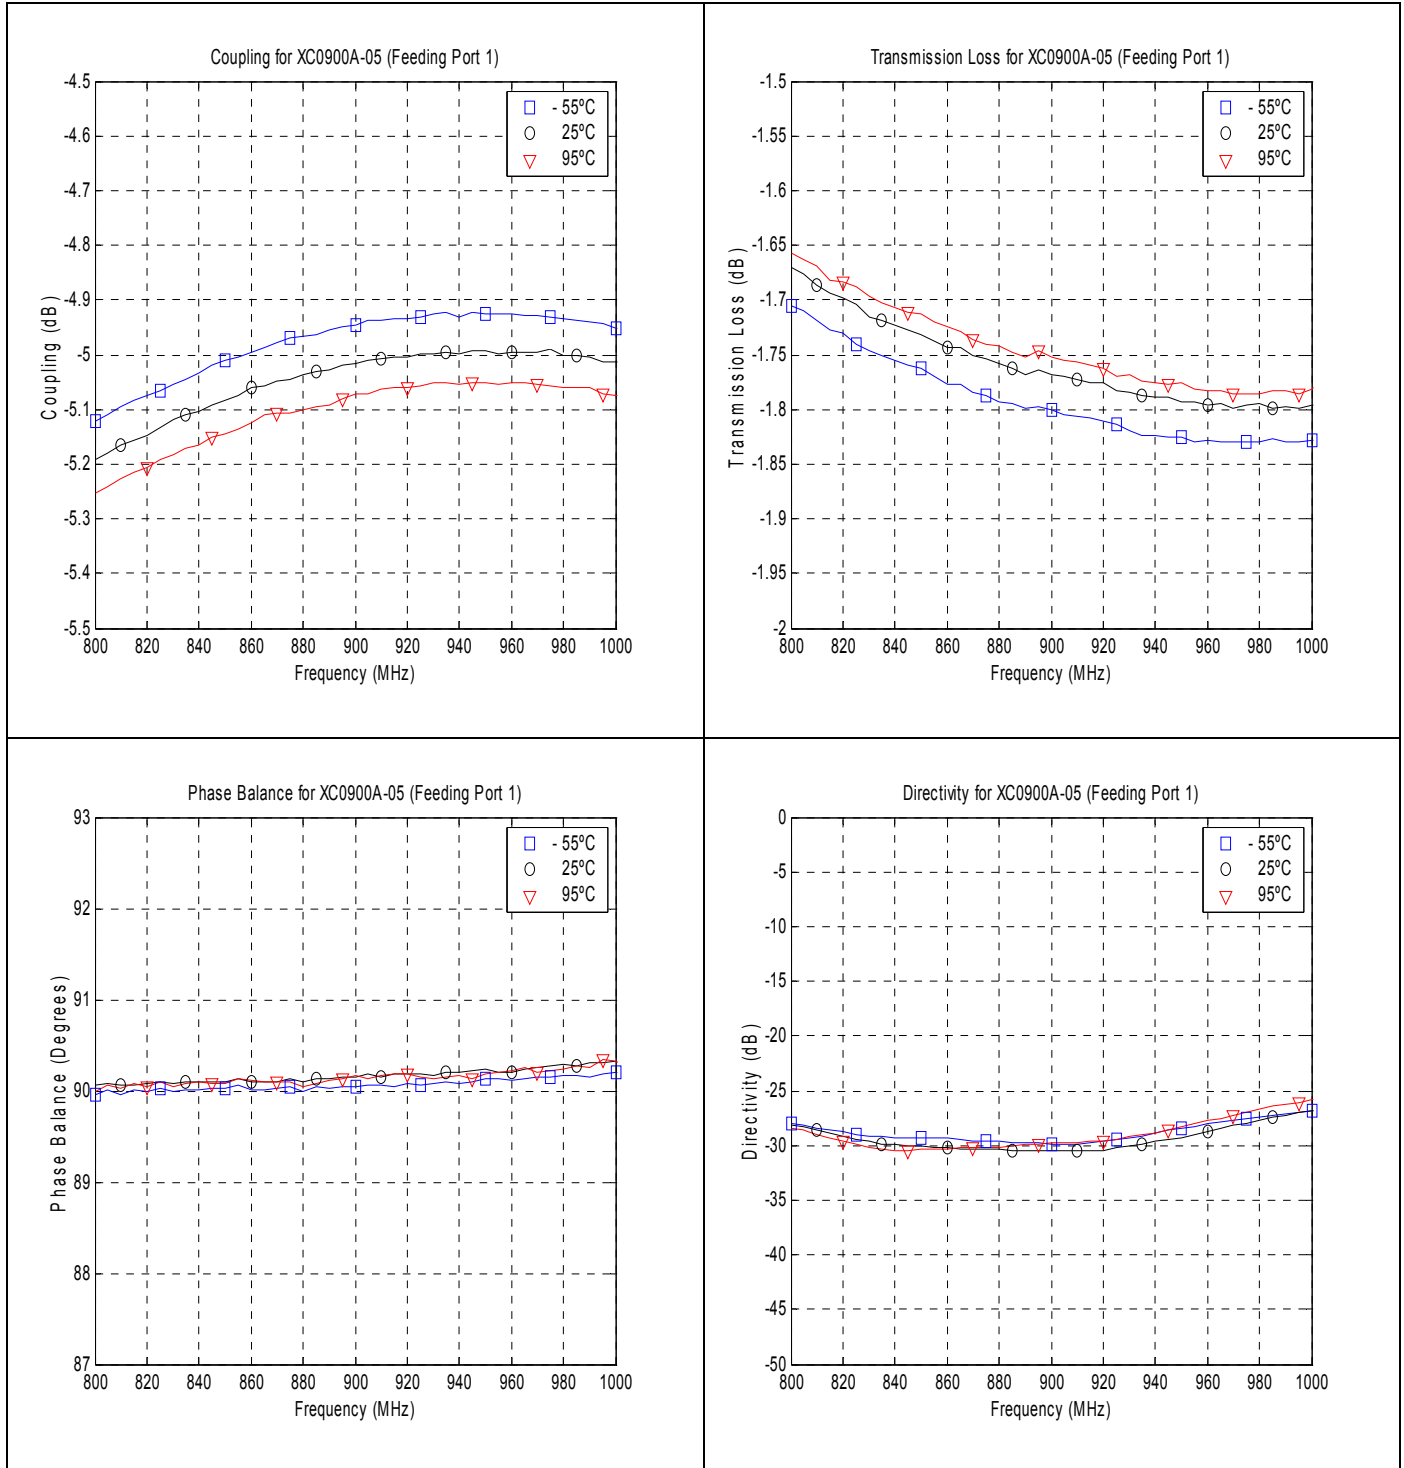 Coupling for XC0900A-05 (Feeding Port 1)
-4.5
-4.6
-4.7
-4.8
-4.9
-5
-5.1
-5.2
-5.3
-5.4
-5.5
Coupling (dB)
- 55ºC
25ºC
95ºC
800 820 840 860 880 900 920 940 960 980 1000
Frequency (MHz)
Transmission Loss for XC0900A-05 (Feeding Port 1)
-1.5
-1.55
-1.6
-1.65
-1.7
-1.75
-1.8
-1.85
-1.9
-1.95
-2
Transmission Loss (dB)
- 55ºC
25ºC
95ºC
800 820 840 860 880 900 920 940 960 980 1000
Frequency (MHz)
Phase Balance for XC0900A-05 (Feeding Port 1)
93
92
91
90
89
88
87
Phase Balance (Degrees)
- 55ºC
25ºC
95ºC
800 820 840 860 880 900 920 940 960 980 1000
Frequency (MHz)
Directivity for XC0900A-05 (Feeding Port 1)
0
-5
-10
-15
-20
-25
-30
-35
-40
-45
-50
Directivity (dB)
- 55ºC
25ºC
95ºC
800 820 840 860 880 900 920 940 960 980 1000
Frequency (MHz)